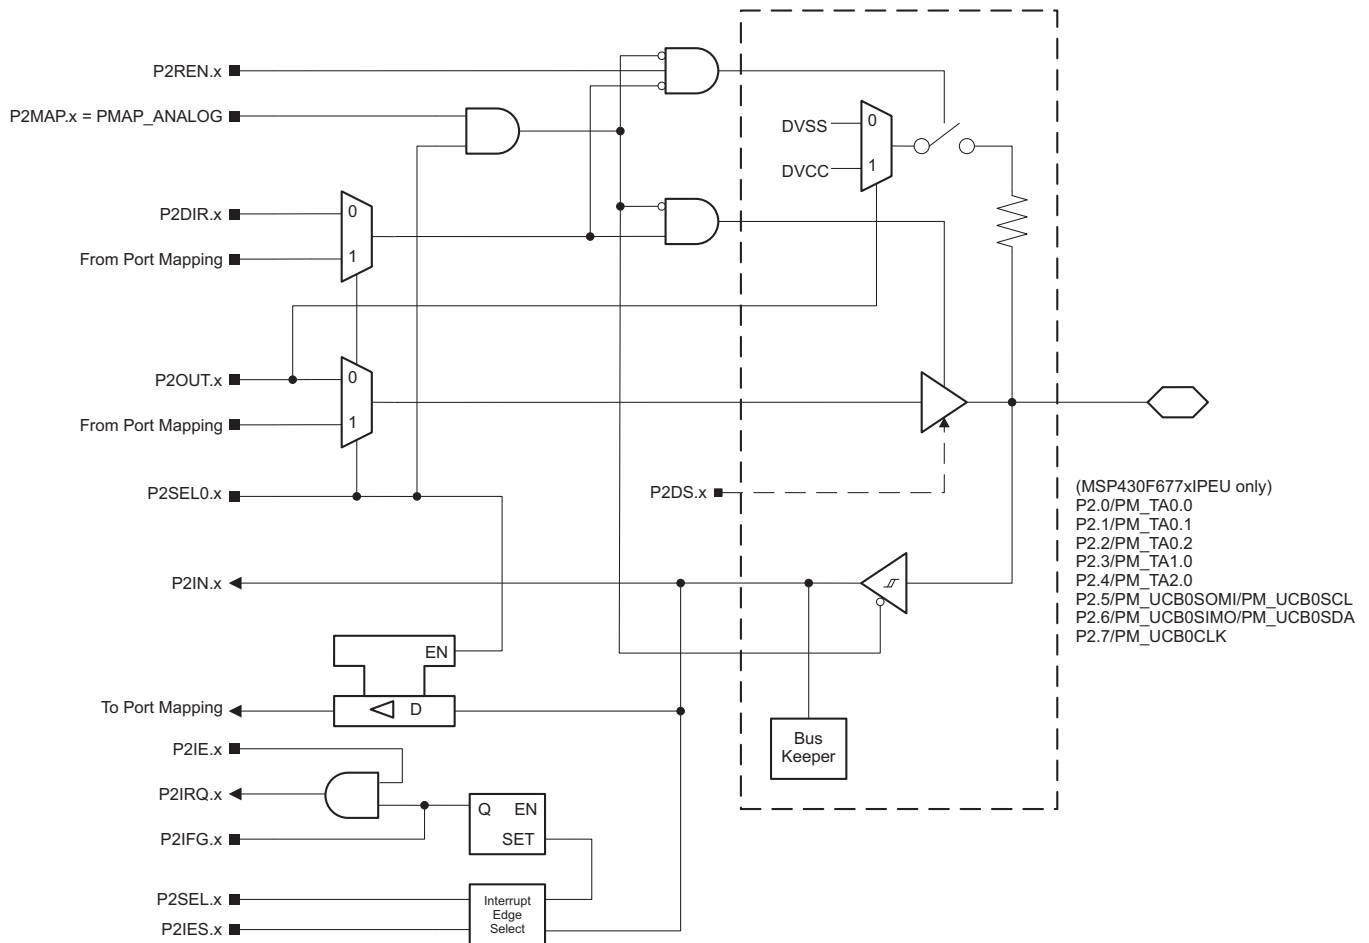 P2REN.x
P2MAP.x = PMAP_ANALOG
DVSS
0
DVCC
1
P2DIR.x
0
From Port Mapping
1
P2OUT.x
0
From Port Mapping
1
P2SEL0.x
P2DS.x
(MSP430F677xIPEU only)
P2.0/PM_TA0.0
P2.1/PM_TA0.1
P2.2/PM_TA0.2
P2.3/PM_TA1.0
P2.4/PM_TA2.0
P2.5/PM_UCB0SOMI/PM_UCB0SCL
P2.6/PM_UCB0SIMO/PM_UCB0SDA
P2.7/PM_UCB0CLK
P2IN.x
EN
To Port Mapping
D
Bus
Keeper
P2IE.x
P2IRQ.x
Q EN
SET
P2IFG.x
P2SEL.x
P2IES.x
Interrupt
Edge
Select